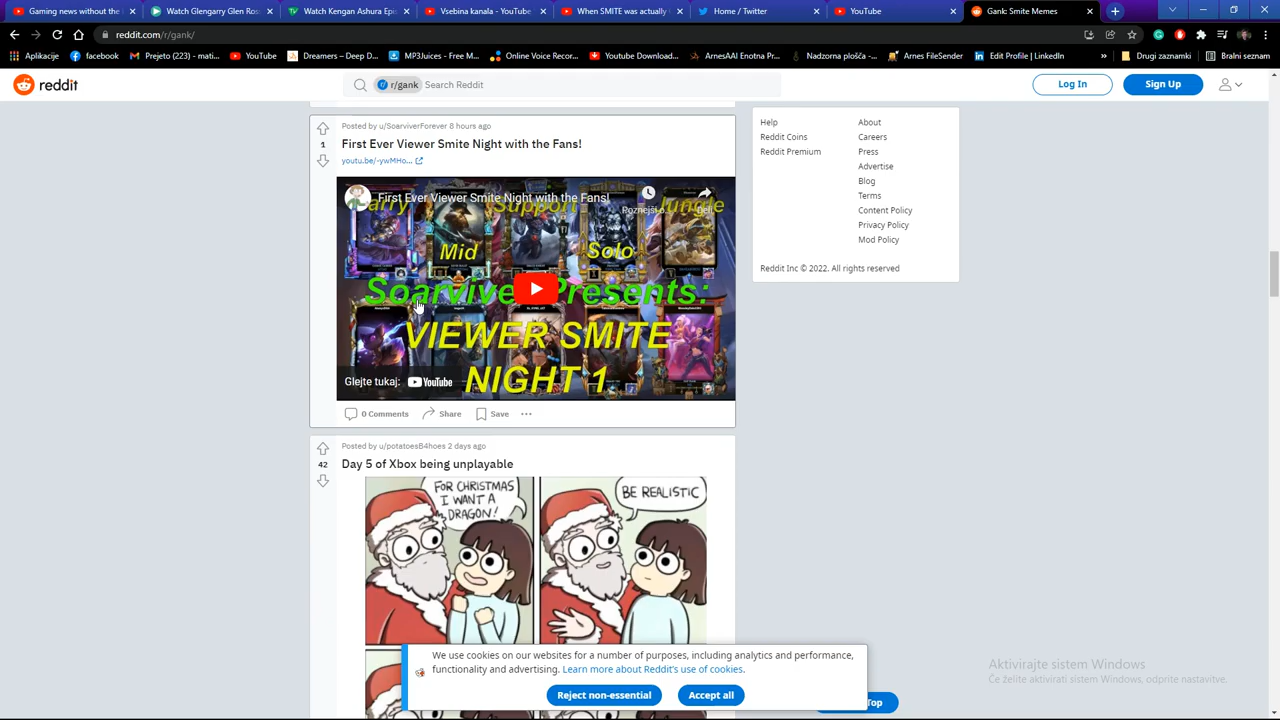 Gaming news without the
Watch Glengarry Glen Ros
Watch Kengan Ashura Epi
Vsebina kanala - YouTube
When SMITE was actually
Home / Twitter
YouTube
Gank: Smite Memes
reddit.com/r/gank/
Aplikacije
facebook
Prejeto (223) - mati...
YouTube
Dreamers – Deep D...
MP3Juices - Free M...
Online Voice Recor...
Youtube Download...
ArnesAAI Enotna Pr...
Nadzorna plošča -...
Arnes FileSender
Edit Profile | LinkedIn
»
Drugi zaznamki
Bralni seznam
reddit
r/gank
Search Reddit
Log In
Sign Up
Posted by u/SoarviverForever 8 hours ago
1
First Ever Viewer Smite Night with the Fans!
youtu.be/-ywMHo...
First Ever Viewer Smite Night with the Fans!
Carry
Mid
Support
Solo
Jungle
Deli
Soarviver Presents:
VIEWER SMITE
NIGHT 1
Glejte tukaj: YouTube
0 Comments
Share
Save
...
Posted by u/potatoesB4hoes 2 days ago
42
Day 5 of Xbox being unplayable
FOR CHRISTMAS
I WANT A
DRAGON!
BE REALISTIC
Help
Reddit Coins
Reddit Premium
About
Careers
Press
Advertise
Blog
Terms
Content Policy
Privacy Policy
Mod Policy
Reddit Inc © 2022. All rights reserved
We use cookies on our websites for a number of purposes, including analytics and performance,
functionality and advertising. Learn more about Reddit's use of cookies.
Reject non-essential
Accept all
Top
Aktivirajte sistem Windows
Če želite aktivirati sistem Windows, odprite nastavitve.